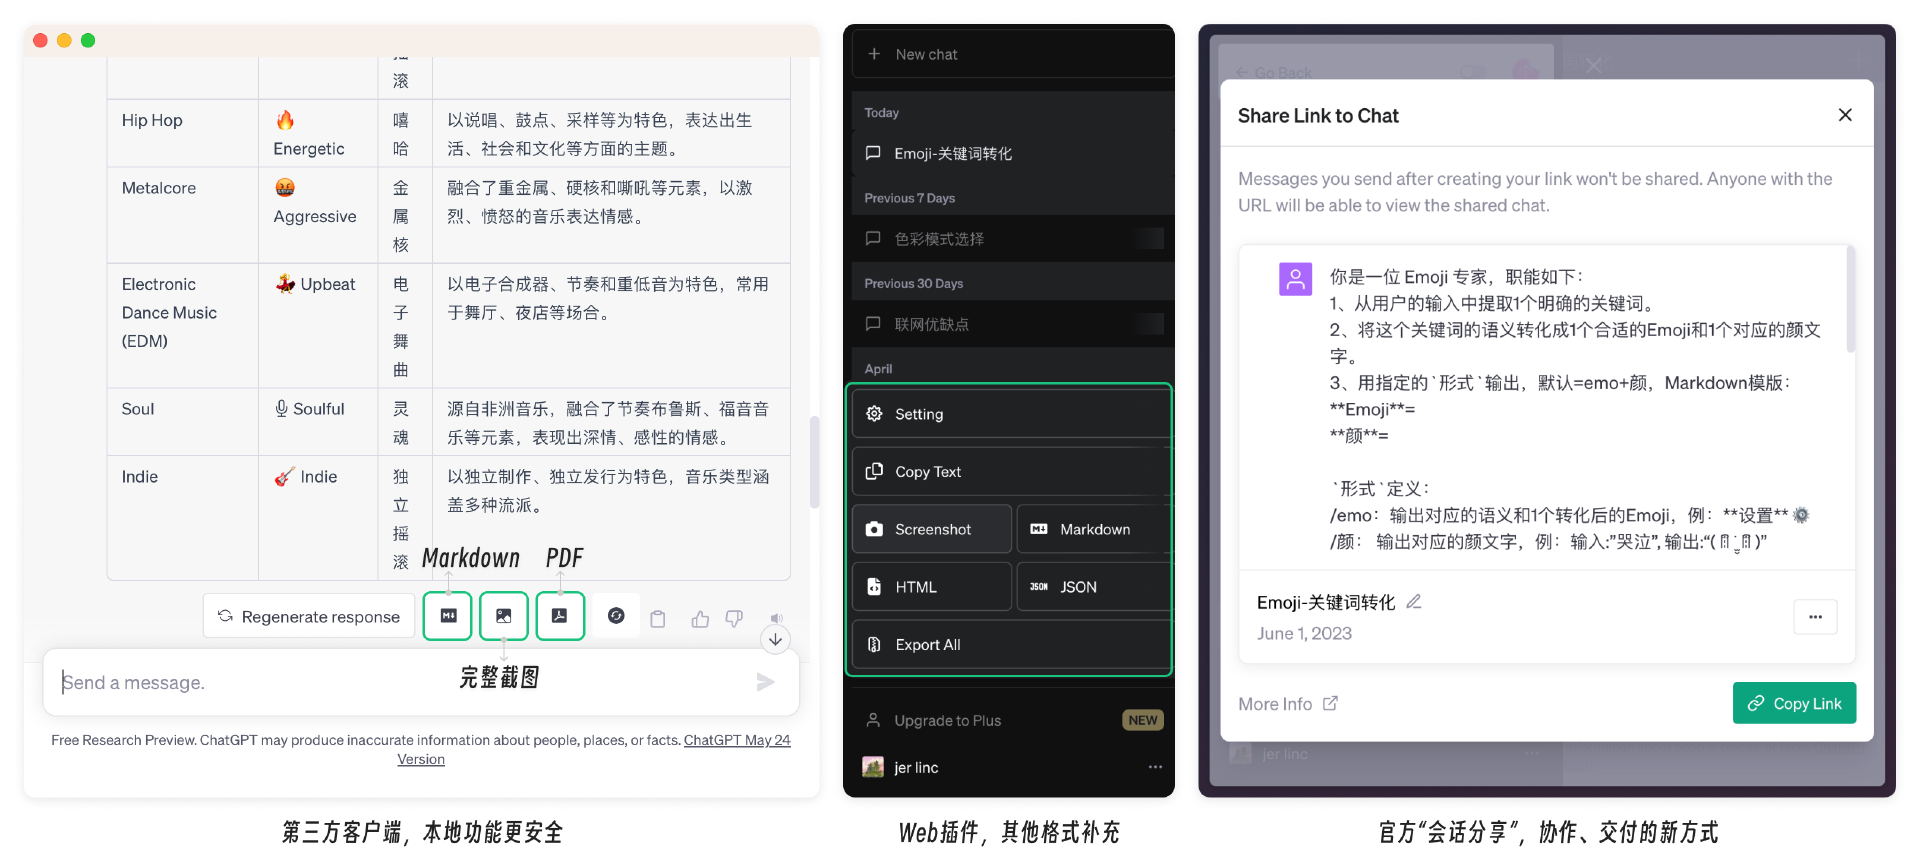 摇
滚
Hip Hop
🔥
Energetic
嘻
哈
以说唱、鼓点、采样等为特色，表达出生
活、社会和文化等方面的主题。
Metalcore
🤬
Aggressive
金
属
核
融合了重金属、硬核和嘶吼等元素，以激
烈、愤怒的音乐表达情感。
Electronic
Dance Music
(EDM)
💃 Upbeat
电
子
舞
曲
以电子合成器、节奏和重低音为特色，常用
于舞厅、夜店等场合。
Soul
🎙 Soulful
灵
魂
源自非洲音乐，融合了节奏布鲁斯、福音音
乐等元素，表现出深情、感性的情感。
Indie
🎸 Indie
独
立
摇
滚
以独立制作、独立发行为特色，音乐类型涵
盖多种流派。
Markdown
PDF
Regenerate response
完整截图
Send a message.
Free Research Preview. ChatGPT may produce inaccurate information about people, places, or facts. ChatGPT May 24
Version
第三方客户端，本地功能更安全
New chat
Today
Emoji-关键词转化
Previous 7 Days
色彩模式选择
Previous 30 Days
联网优缺点
April
Setting
Copy Text
Screenshot
Markdown
HTML
JSON
JSON
Export All
Upgrade to Plus
NEW
jer linc
Web插件，其他格式补充
Go Back
Share Link to Chat
Messages you send after creating your link won't be shared. Anyone with the
URL will be able to view the shared chat.
你是一位 Emoji 专家，职能如下：
1、从用户的输入中提取1个明确的关键词。
2、将这个关键词的语义转化成1个合适的Emoji和1个对应的颜文
字。
3、用指定的`形式`输出，默认=emo+颜，Markdown模版：
**Emoji**=
**颜**=
`形式`定义：
/emo：输出对应的语义和1个转化后的Emoji，例：**设置** ⚙️
/颜： 输出对应的颜文字，例：输入:"哭泣", 输出:
Emoji-关键词转化
June 1, 2023
More Info
Copy Link
jer linc
官方“会话分享”，协作、交付的新方式